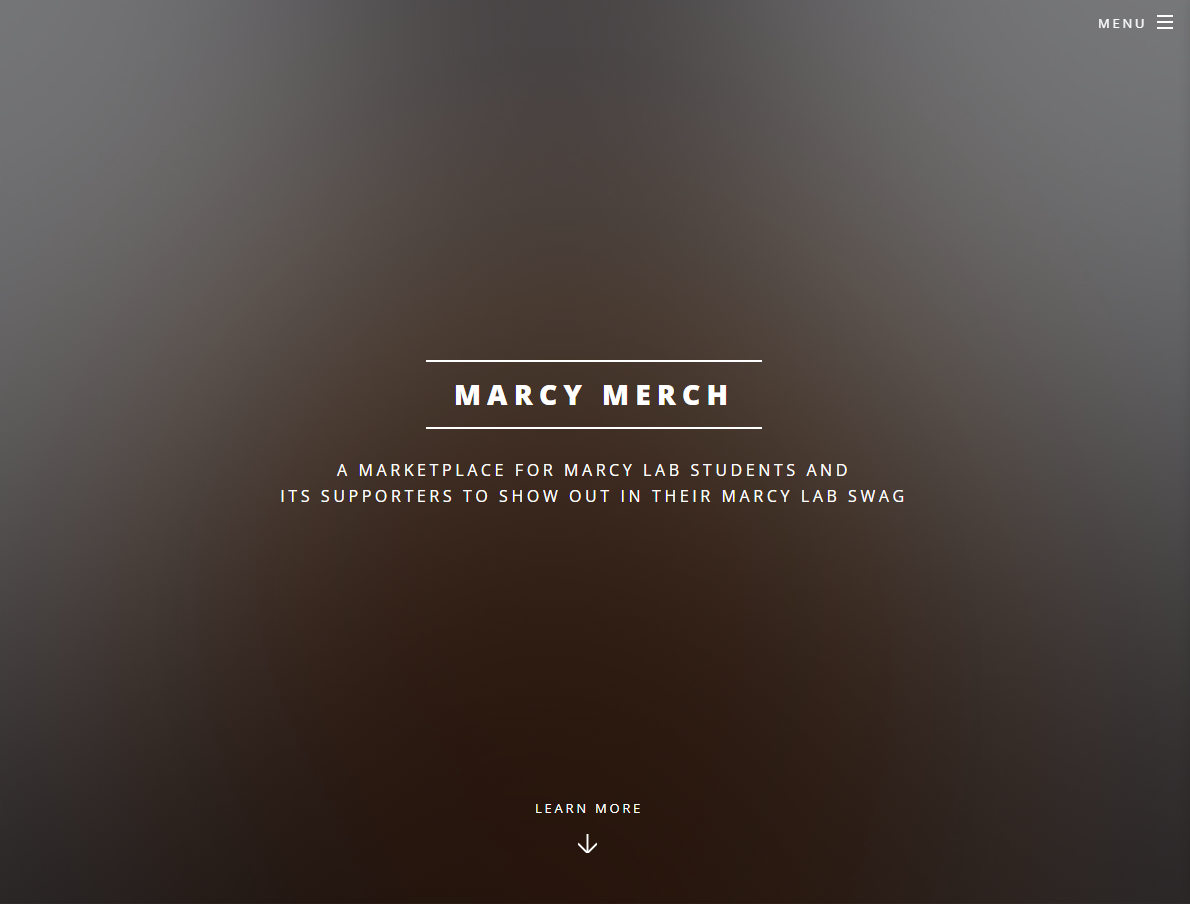 MENU
MARCY MERCH
A MARKETPLACE FOR MARCY LAB STUDENTS AND
ITS SUPPORTERS TO SHOW OUT IN THEIR MARCY LAB SWAG
LEARN MORE